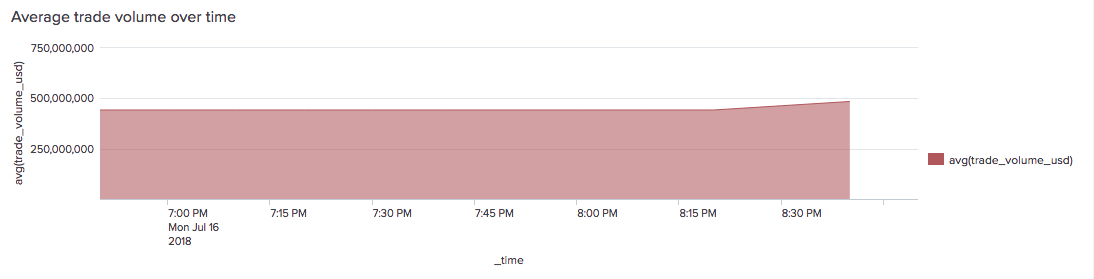 Average trade volume over time
750,000,000
500,000,000
250,000,000
avg(trade_volume_usd)
avg(trade_volume_usd)
7:00 PM
Mon Jul 16
2018
7:15 PM
7:30 PM
7:45 PM
8:00 PM
8:15 PM
8:30 PM
_time